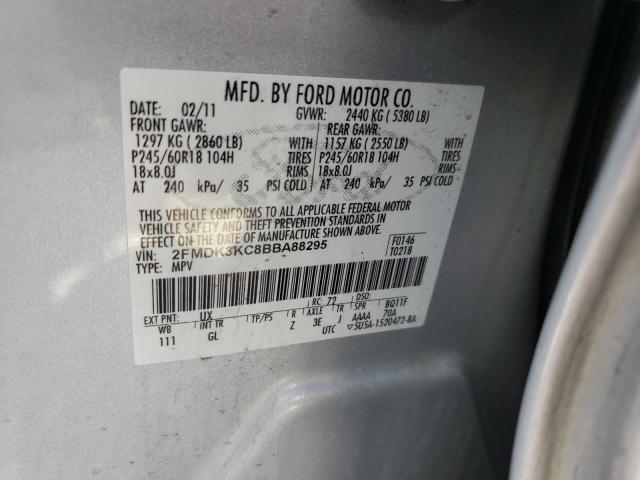 MFD. BY FORD MOTOR CO.
DATE: 02/11 GVWR: 2440 KG ( 5380 LB)
FRONT GAWR: REAR GAWR:
1297 KG ( 2860 LB) WITH 1157 KG ( 2550 LB) WITH
P245/60R18 104H TIRES P245/60R18 104H TIRES
18x8.0J RIMS 18x8.0J RIMS
AT 240 kPa/ 35 PSI COLD AT 240 kPa/ 35 PSI COLD
THIS VEHICLE CONFORMS TO ALL APPLICABLE FEDERAL MOTOR
VEHICLE SAFETY AND THEFT PREVENTION STANDARDS IN
EFFECT ON THE DATE OF MANUFACTURE SHOWN ABOVE.
VIN: 2FMDK3KC8BBA88295 F0146
TYPE: MPV T0218
EXT PNT: UX RC: 72 DSO:
WB INT TR TP/PS R AXLE TR SPR BQ11F
111 GL Z 3E J AAAA 70A
UTC ▽5U5A-1520472-BA